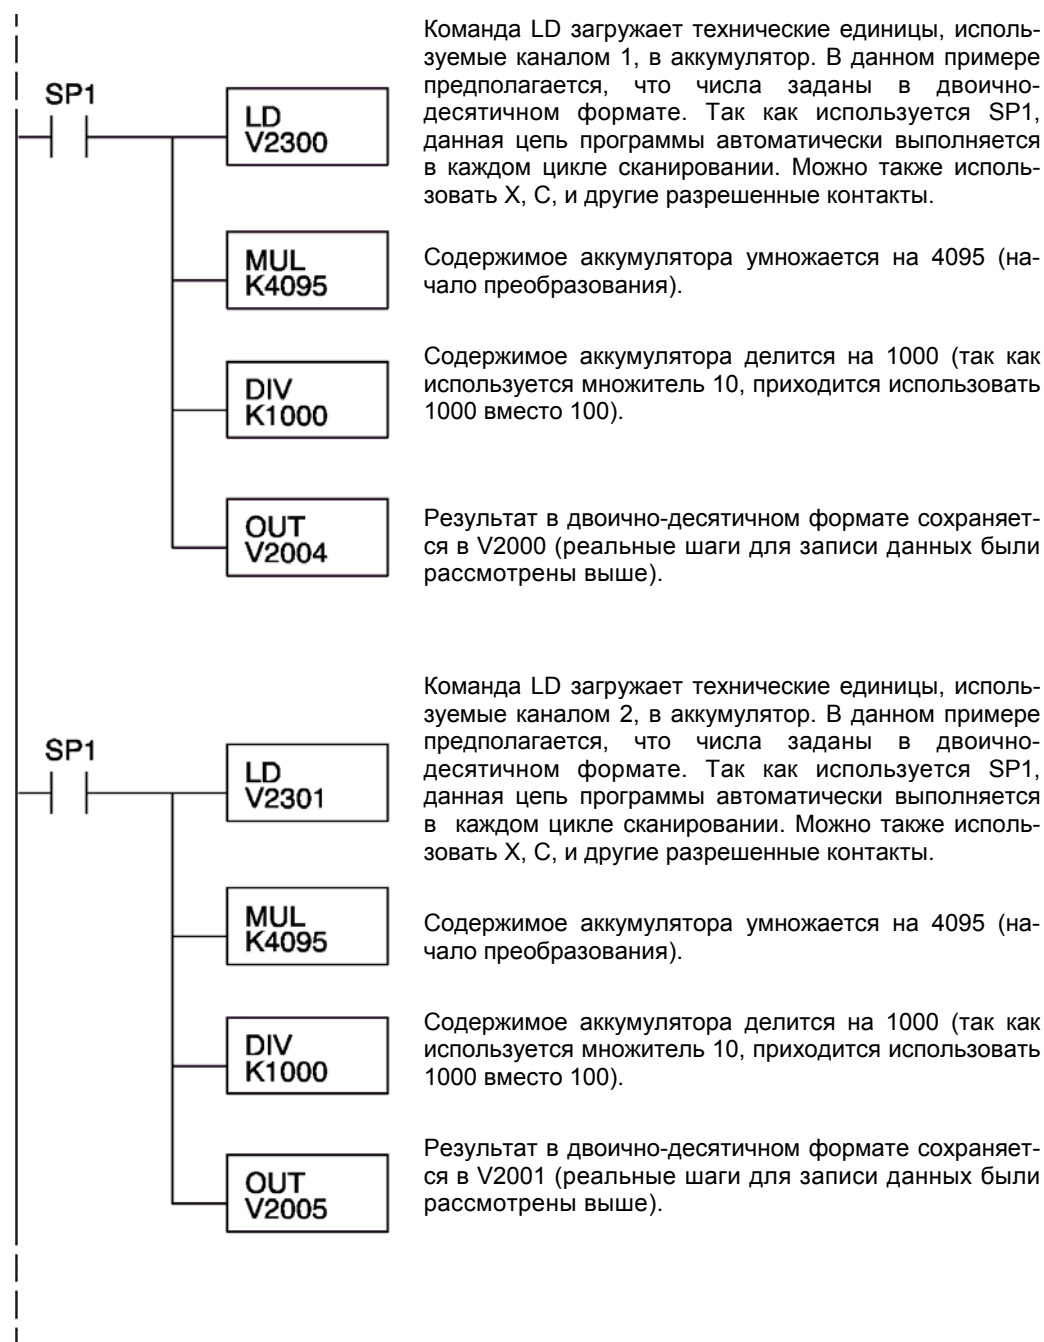 Команда LD загружает технические единицы, исполь-
зуемые каналом 1, в аккумулятор. В данном примере
предполагается, что числа заданы в двоично-
десятичном формате. Так как используется SP1,
данная цепь программы автоматически выполняется
в каждом цикле сканировании. Можно также исполь-
зовать X, C, и другие разрешенные контакты.
SP1
LD
V2300
MUL
K4095
Содержимое аккумулятора умножается на 4095 (на-
чало преобразования).
DIV
K1000
Содержимое аккумулятора делится на 1000 (так как
используется множитель 10, приходится использовать
1000 вместо 100).
OUT
V2004
Результат в двоично-десятичном формате сохраняет-
ся в V2000 (реальные шаги для записи данных были
рассмотрены выше).
Команда LD загружает технические единицы, исполь-
зуемые каналом 2, в аккумулятор. В данном примере
предполагается, что числа заданы в двоично-
десятичном формате. Так как используется SP1,
данная цепь программы автоматически выполняется
в каждом цикле сканировании. Можно также исполь-
зовать X, C, и другие разрешенные контакты.
SP1
LD
V2301
MUL
K4095
Содержимое аккумулятора умножается на 4095 (на-
чало преобразования).
DIV
K1000
Содержимое аккумулятора делится на 1000 (так как
используется множитель 10, приходится использовать
1000 вместо 100).
OUT
V2005
Результат в двоично-десятичном формате сохраняет-
ся в V2001 (реальные шаги для записи данных были
рассмотрены выше).